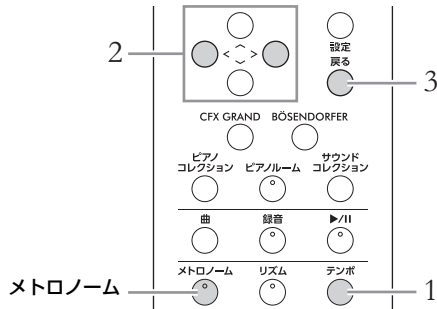 2
< >
設定
戻る
3
CFX GRAND BÖSENDORFER
ピアノ
コレクション
ピアノルーム
サウンド
コレクション
曲 録音 ▶/II
メトロノーム リズム テンポ
メトロノーム
1